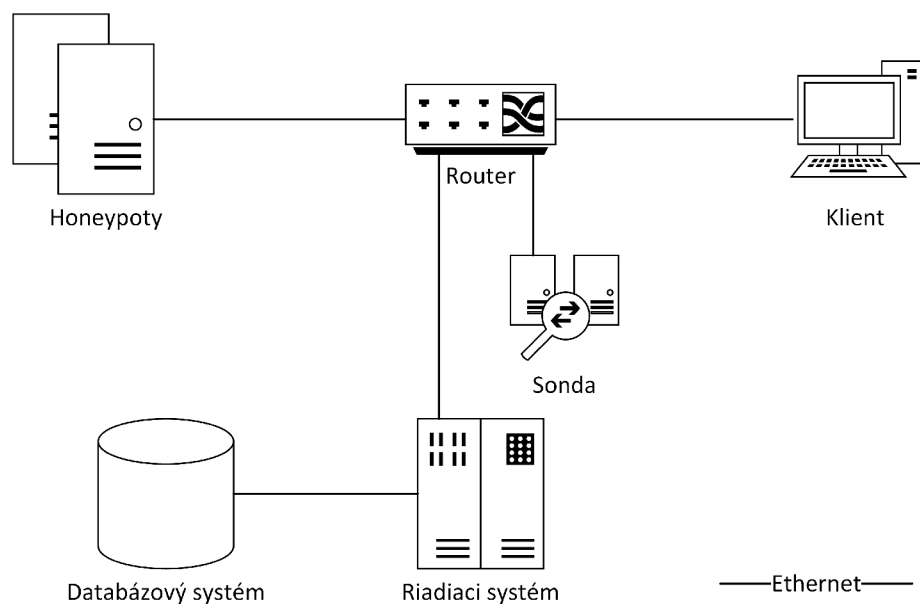 Router
Honeypoty
Klient
Sonda
Databázový systém
Riadiaci systém
Ethernet